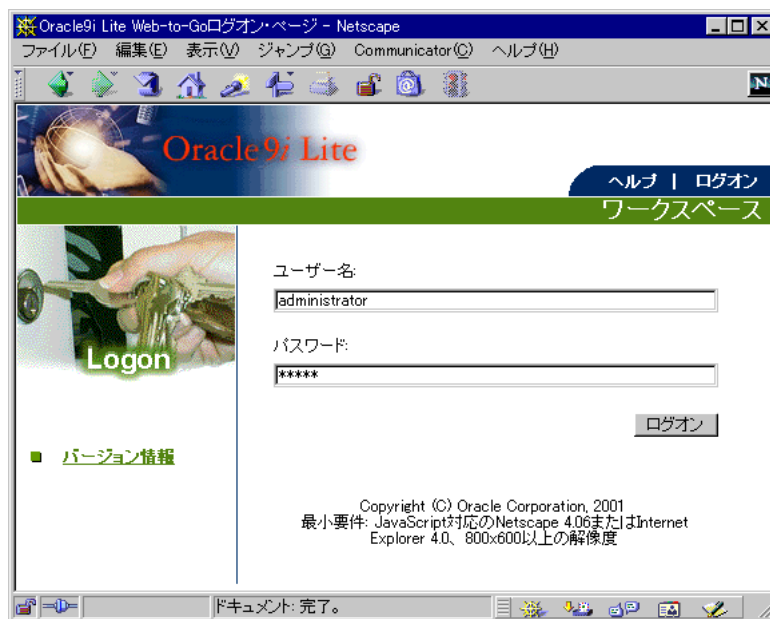 Oracle9i Lite Web-to-Goログオン・ページ - Netscape
ファイル(F) 編集(E) 表示(V) ジャンプ(G) Communicator(C) ヘルプ(H)
N
Oracle9i Lite
ヘルプ | ログオン
ワークスペース
ユーザー名:
administrator
パスワード:
*****
Logon
ログオン
バージョン情報
Copyright (C) Oracle Corporation, 2001
最小要件: JavaScript対応のNetscape 4.06またはInternet
Explorer 4.0、 800x600以上の解像度
ドキュメント: 完了。